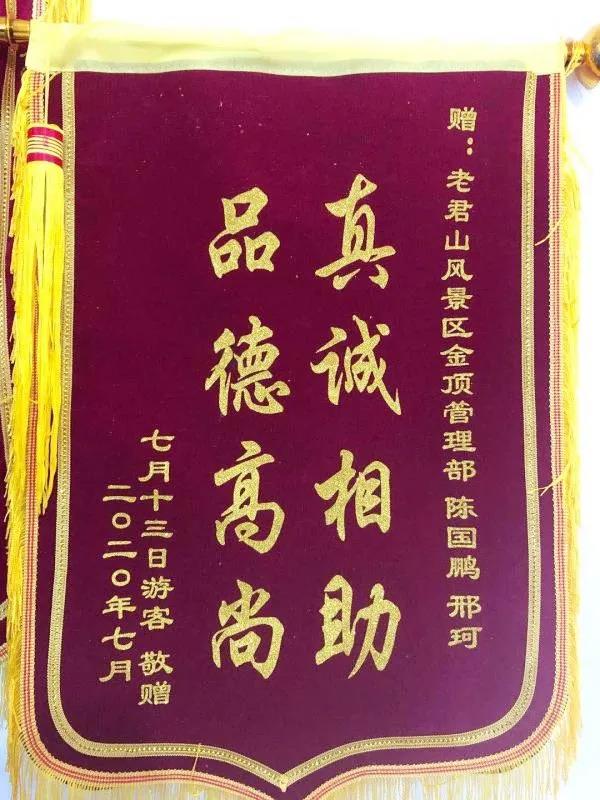 赠：老君山风景区金顶管理部 陈国鹏 邢珂
真诚相助
品德高尚
七月十三日游客 敬赠
二〇二〇年七月